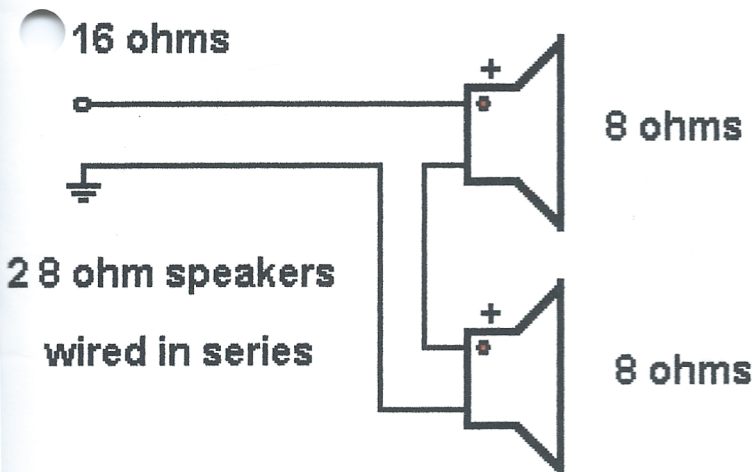 16 ohms
+
8 ohms
2 8 ohm speakers
wired in series
+
8 ohms